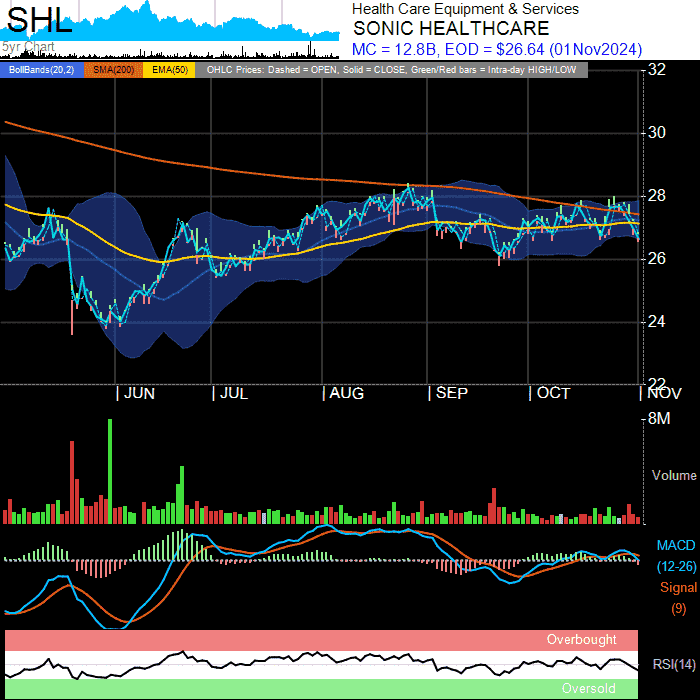 SHL
5yr Chart
Health Care Equipment & Services
SONIC HEALTHCARE
MC = 12.8B, EOD = $26.64 (01Nov2024)
BollBands(20,2) SMA(200) EMA(50) OHLC Prices: Dashed = OPEN, Solid = CLOSE, Green/Red bars = Intra-day HIGH/LOW
32
30
28
26
24
22
| JUN | JUL | AUG | SEP | OCT | NOV
8M
Volume
MACD
(12-26)
Signal
(9)
Overbought
RSI(14)
Oversold